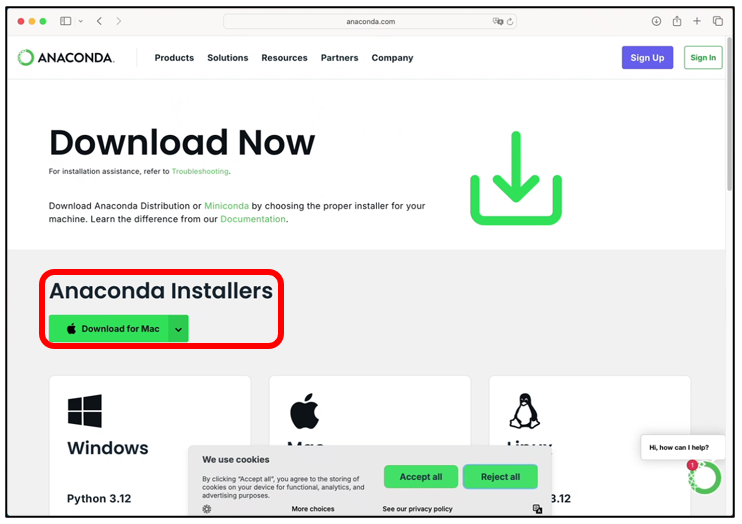 anaconda.com
ANACONDA.
Products Solutions Resources Partners Company
Sign Up
Sign In
Download Now
For installation assistance, refer to Troubleshooting.
Download Anaconda Distribution or Miniconda by choosing the proper installer for your
machine. Learn the difference from our Documentation.
Anaconda Installers
Download for Mac
Windows
Python 3.12
3.12
Hi, how can I help?
1
We use cookies
By clicking "Accept all", you agree to the storing of
cookies on your device for functional, analytics, and
advertising purposes.
Accept all
Reject all
More choices
See our privacy policy